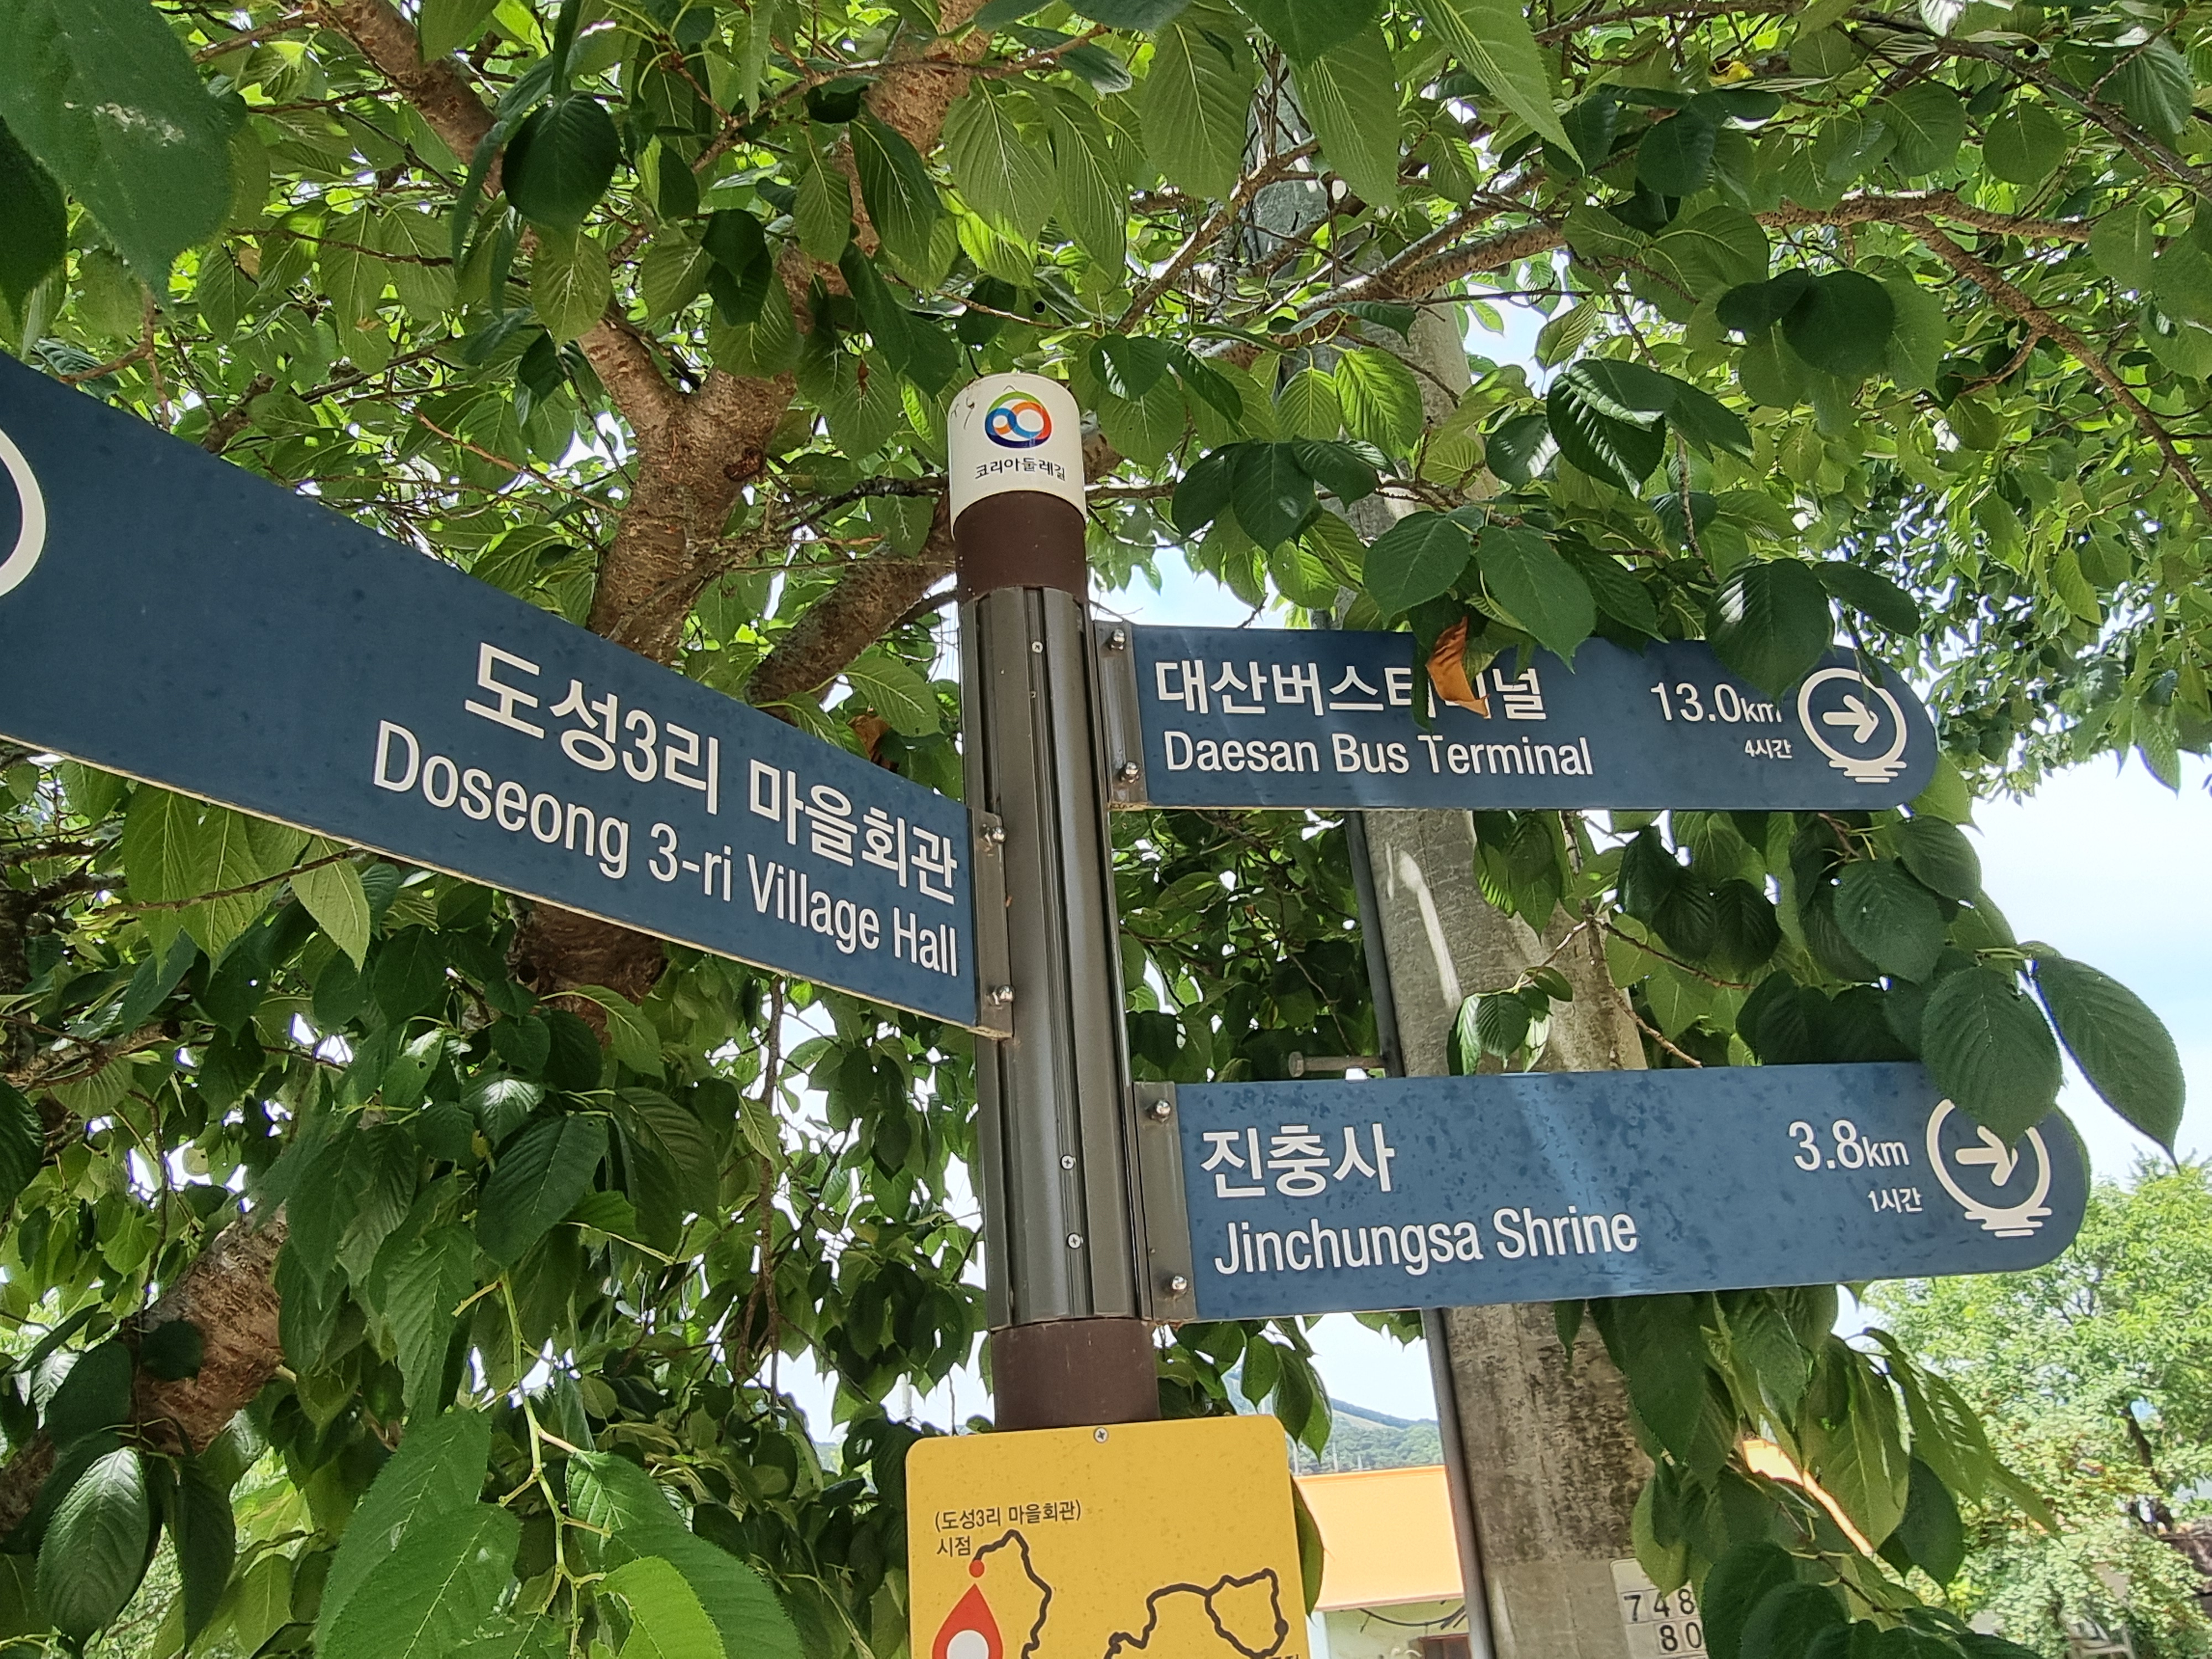 코리아둘레길
도성3리 마을회관
Doseong 3-ri Village Hall
대산버스터미널 13.0km
Daesan Bus Terminal 4시간
진충사 3.8km
Jinchungsa Shrine 1시간
(도성3리 마을회관)
시점
748
80